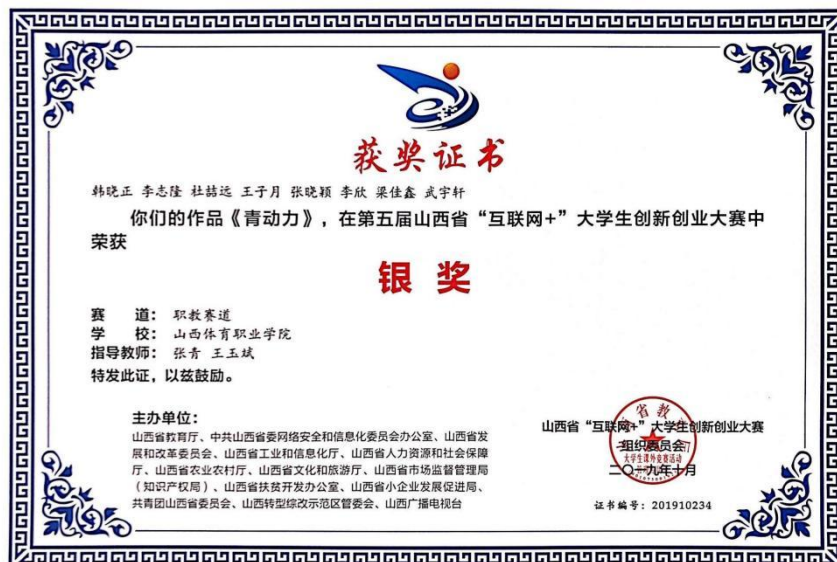 获奖证书
韩晓正 李志隆 杜喆远 王子月 张晓颖 李欣 梁佳鑫 武宇轩
你们的作品《青动力》，在第五届山西省“互联网+”大学生创新创业大赛中
荣获
银奖
赛 道：职教赛道
学 校：山西体育职业学院
指导教师：张青 王玉斌
特发此证，以兹鼓励。
主办单位：
山西省教育厅、中共山西省委网络安全和信息化委员会办公室、山西省发
展和改革委员会、山西省工业和信息化厅、山西省人力资源和社会保障
厅、山西省农业农村厅、山西省文化和旅游厅、山西省市场监督管理局
（知识产权局）、山西省扶贫开发办公室、山西省小企业发展促进局、
共青团山西省委员会、山西转型综改示范区管委会、山西广播电视台
山西省“互联网+”大学生创新创业大赛
组织委员会
大学生课外竞赛活动
二〇一九年十月
证书编号：201910234